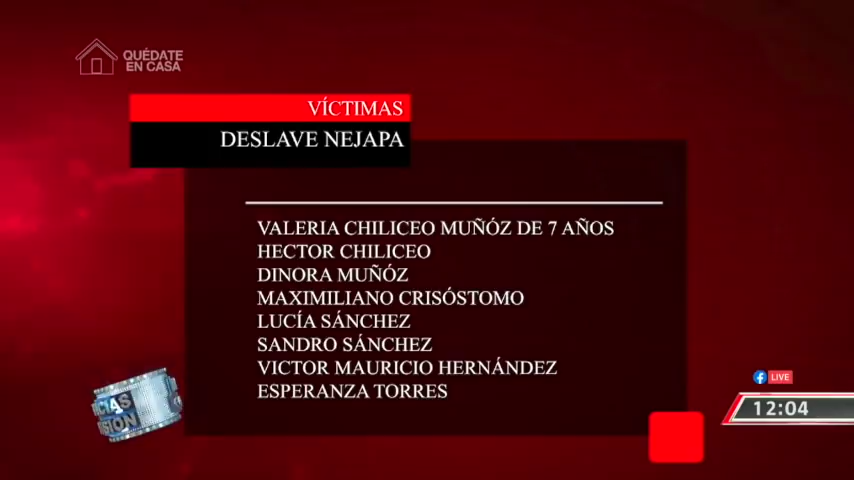 QUÉDATE
EN CASA
VÍCTIMAS
DESLAVE NEJAPA
VALERIA CHILICEO MUÑÓZ DE 7 AÑOS
HECTOR CHILICEO
DINORA MUÑÓZ
MAXIMILIANO CRISÓSTOMO
LUCÍA SÁNCHEZ
SANDRO SÁNCHEZ
VICTOR MAURICIO HERNÁNDEZ
ESPERANZA TORRES
LIVE
12:04